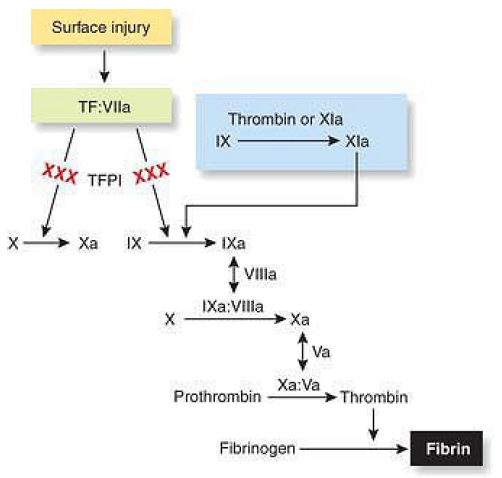 Surface injury
TF:VIIa
Thrombin or XIa
IX XIa
XXX TFPI XXX
X Xa IX IXa
VIIIa
IXa:VIIIa
X Xa
Va
Xa:Va
Prothrombin Thrombin
Fibrinogen Fibrin